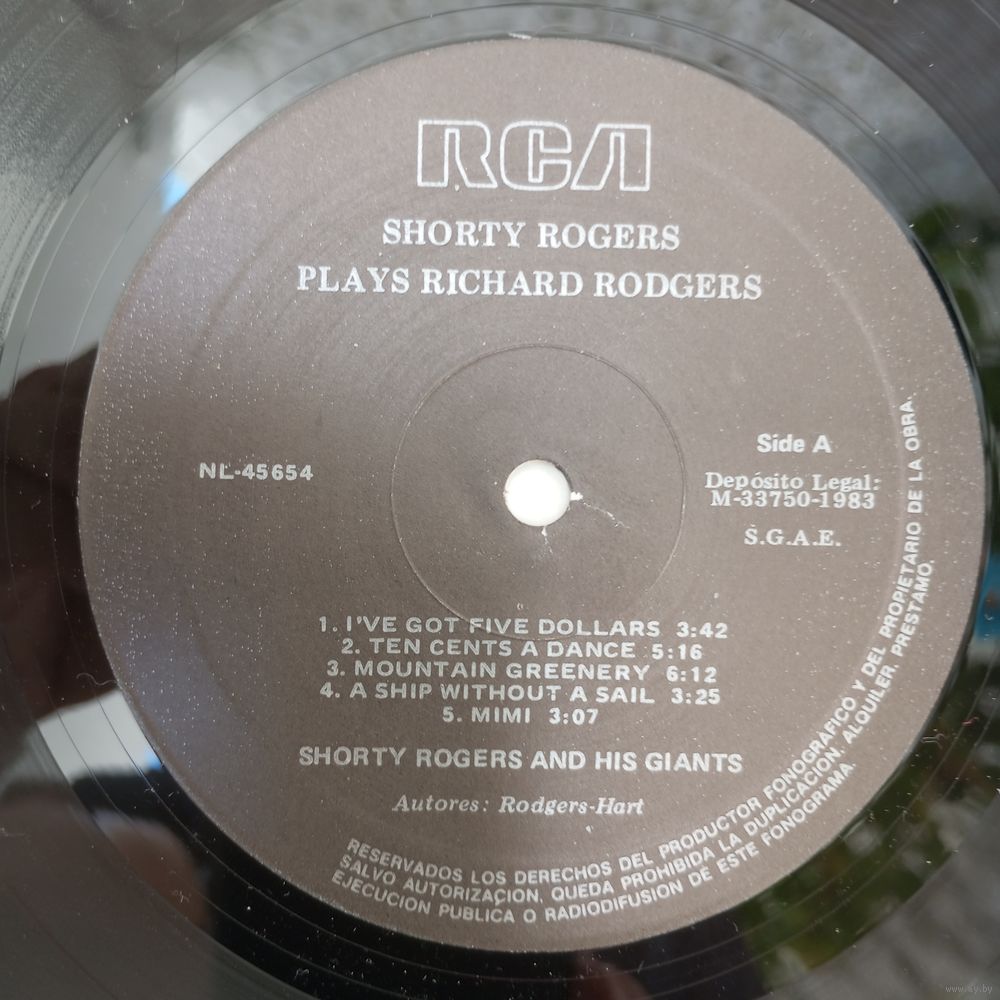 RCA
SHORTY ROGERS
PLAYS RICHARD RODGERS
NL-45654
Side A
Depósito Legal:
M-33750-1983
S.G.A.E.
1. I'VE GOT FIVE DOLLARS 3:42
2. TEN CENTS A DANCE 5:16
3. MOUNTAIN GREENERY 6:12
4. A SHIP WITHOUT A SAIL 3:25
5. MIMI 3:07
SHORTY ROGERS AND HIS GIANTS
Autores: Rodgers-Hart
RESERVADOS LOS DERECHOS DEL PRODUCTOR FONOGRAFICO Y DEL PROPIETARIO DE LA OBRA.
SALVO AUTORIZACION, QUEDA PROHIBIDA LA DUPLICACION, ALQUILER, PRESTAMO,
EJECUCION PUBLICA O RADIODIFUSION DE ESTE FONOGRAMA.
www.ay.by